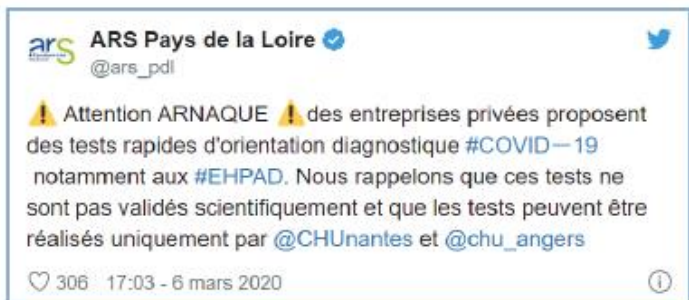 ars ARS Pays de la Loire
@ars_pdl
⚠ Attention ARNAQUE ⚠des entreprises privées proposent
des tests rapides d'orientation diagnostique #COVID—19
notamment aux #EHPAD. Nous rappelons que ces tests ne
sont pas validés scientifiquement et que les tests peuvent être
réalisés uniquement par @CHUnantes et @chu_angers
306 17:03 - 6 mars 2020